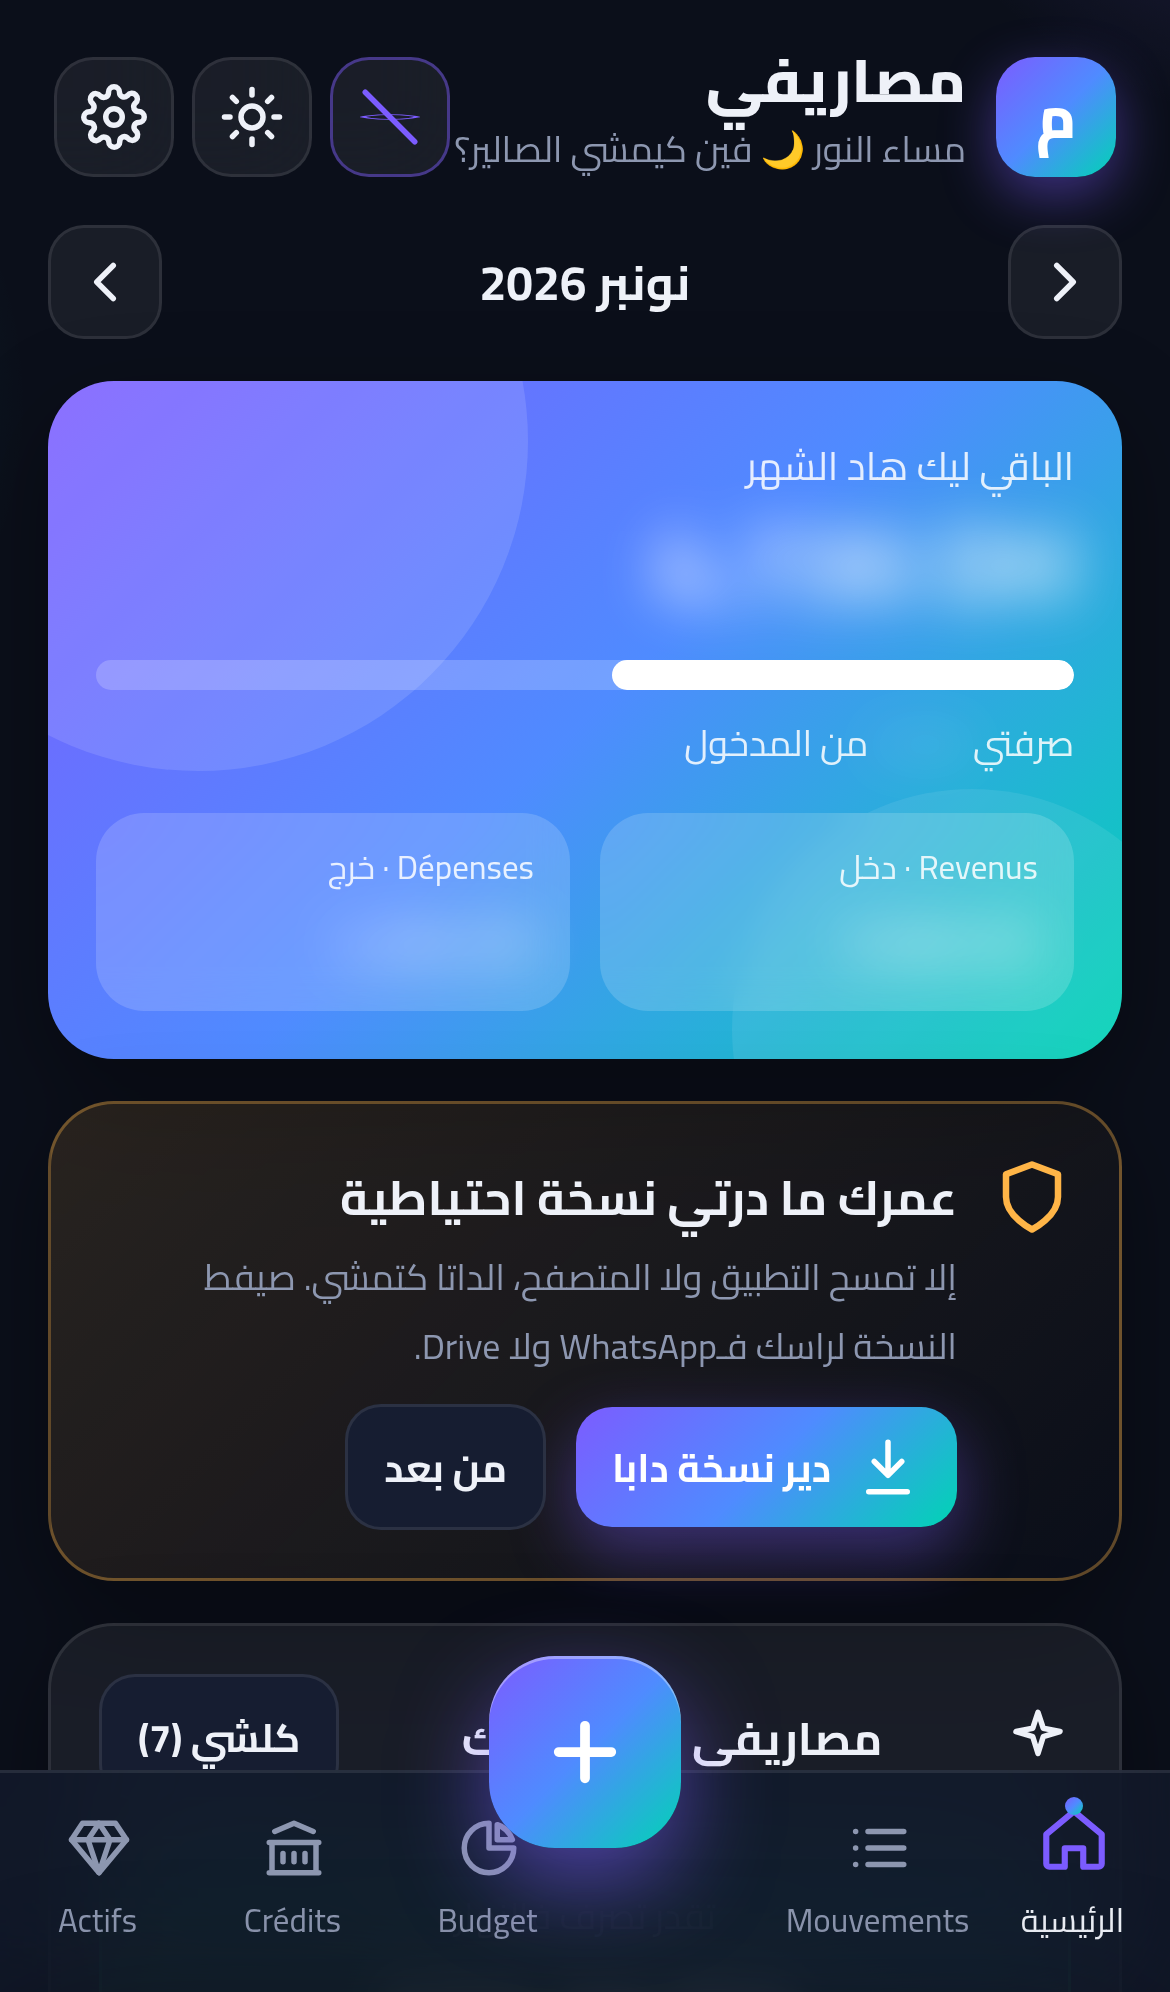 م
مصاريفي
مساء النور 🌙 فين كيمشي الصالير؟
نونبر 2026
الباقي ليك هاد الشهر
صرفتي من المدخول
Revenus · دخل
Dépenses · خرج
عمرك ما درتي نسخة احتياطية
إلا تمسح التطبيق ولا المتصفح، الداتا كتمشي. صيفط
النسخة لراسك فـWhatsApp ولا Drive.
دير نسخة دابا
من بعد
مصاريفي
كلشي (7)
الرئيسية
Mouvements
Budget
Crédits
Actifs